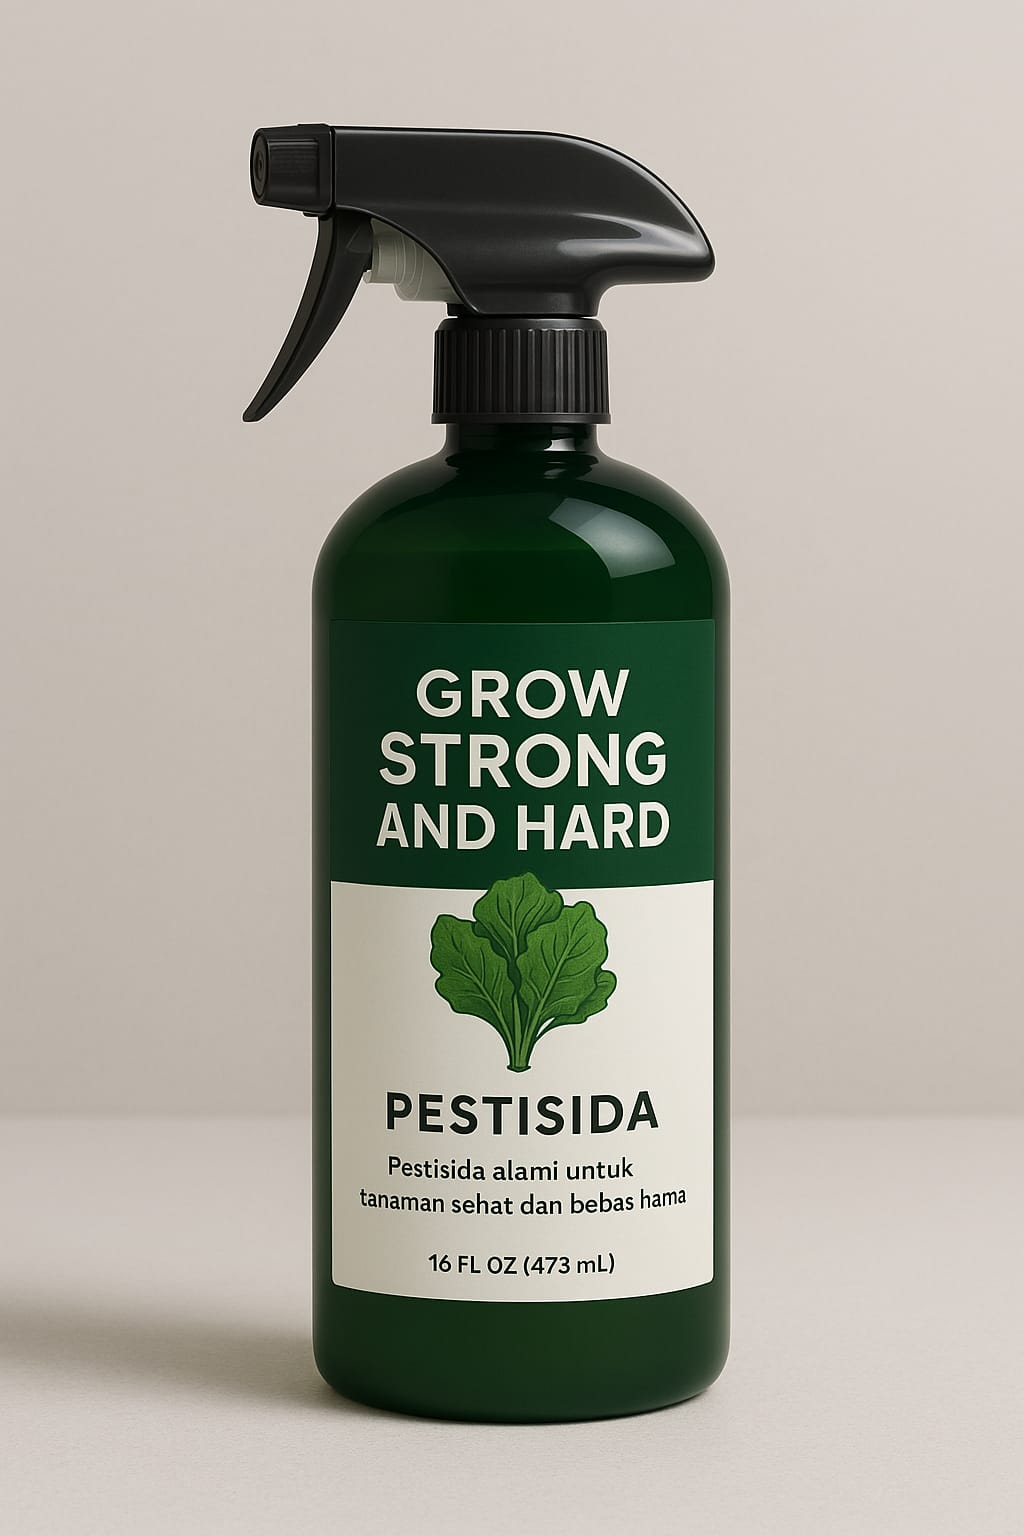 GROW
STRONG
AND HARD
PESTISIDA
Pestisida alami untuk
tanaman sehat dan bebas hama
16 FL OZ (473 mL)